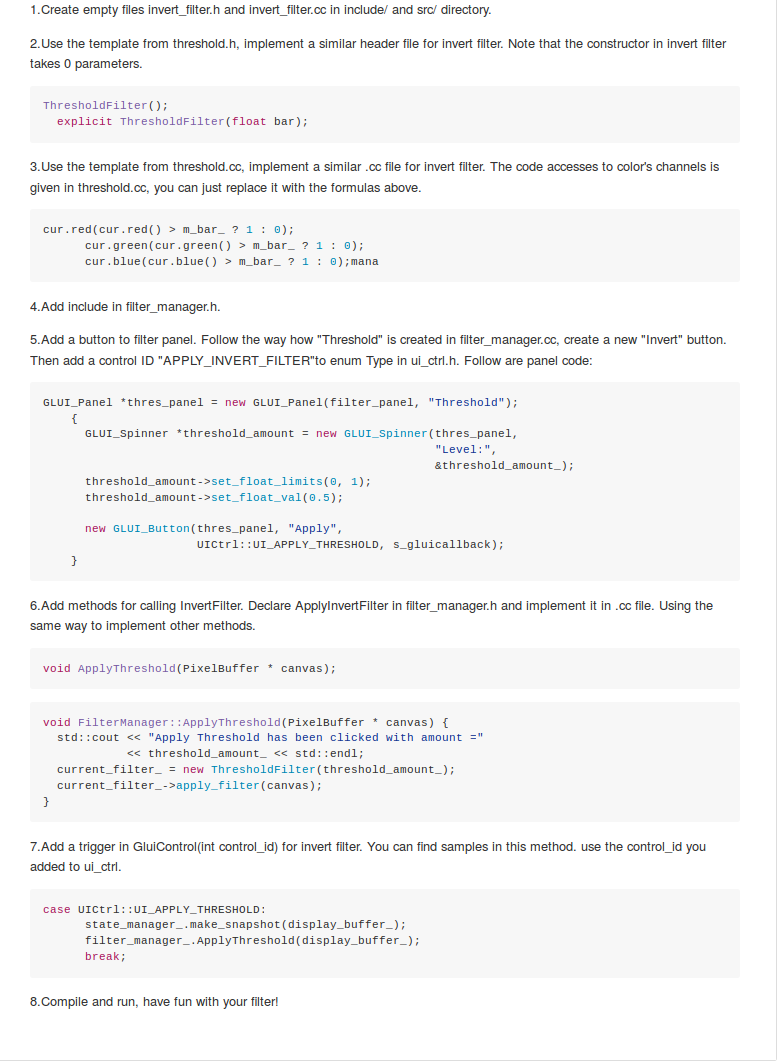 1.Create empty files invert_filter.h and invert_filter.cc in include/ and src/ directory.
2.Use the template from threshold.h, implement a similar header file for invert filter. Note that the constructor in invert filter
takes 0 parameters.
ThresholdFilter();
  explicit ThresholdFilter(float bar);
3.Use the template from threshold.cc, implement a similar .cc file for invert filter. The code accesses to color's channels is
given in threshold.cc, you can just replace it with the formulas above.
cur.red(cur.red() > m_bar_ ? 1 : 0);
      cur.green(cur.green() > m_bar_ ? 1 : 0);
      cur.blue(cur.blue() > m_bar_ ? 1 : 0);mana
4.Add include in filter_manager.h.
5.Add a button to filter panel. Follow the way how "Threshold" is created in filter_manager.cc, create a new "Invert" button.
Then add a control ID "APPLY_INVERT_FILTER"to enum Type in ui_ctrl.h. Follow are panel code:
GLUI_Panel *thres_panel = new GLUI_Panel(filter_panel, "Threshold");
    {
      GLUI_Spinner *threshold_amount = new GLUI_Spinner(thres_panel,
                                                        "Level:",
                                                        &threshold_amount_);
      threshold_amount->set_float_limits(0, 1);
      threshold_amount->set_float_val(0.5);
      new GLUI_Button(thres_panel, "Apply",
                      UICtrl::UI_APPLY_THRESHOLD, s_gluicallback);
    }
6.Add methods for calling InvertFilter. Declare ApplyInvertFilter in filter_manager.h and implement it in .cc file. Using the
same way to implement other methods.
void ApplyThreshold(PixelBuffer * canvas);
void FilterManager::ApplyThreshold(PixelBuffer * canvas) {
  std::cout << "Apply Threshold has been clicked with amount ="
            << threshold_amount_ << std::endl;
  current_filter_ = new ThresholdFilter(threshold_amount_);
  current_filter_->apply_filter(canvas);
}
7.Add a trigger in GluiControl(int control_id) for invert filter. You can find samples in this method. use the control_id you
added to ui_ctrl.
case UICtrl::UI_APPLY_THRESHOLD:
      state_manager_.make_snapshot(display_buffer_);
      filter_manager_.ApplyThreshold(display_buffer_);
      break;
8.Compile and run, have fun with your filter!